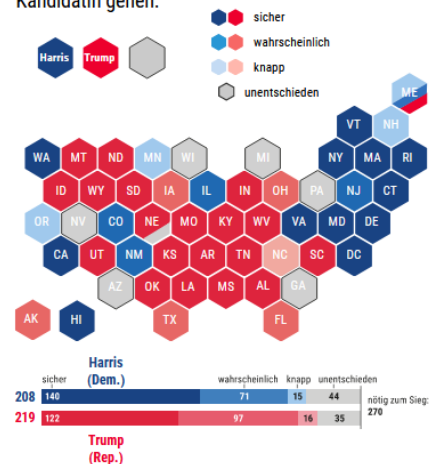 Kandidatin gehen.
sicher
Harris Trump
wahrscheinlich
knapp
unentschieden
ME
VT NH
WA MT ND MN WI MI NY MA RI
ID WY SD IA IL IN OH PA NJ CT
OR NV CO NE MO KY WV VA MD DE
CA UT NM KS AR TN NC SC DC
AZ OK LA MS AL GA
AK HI TX FL
Harris
(Dem.)
sicher wahrscheinlich knapp unentschieden
208 140 71 15 44
nötig zum Sieg:
270
219 122 97 16 35
Trump
(Rep.)